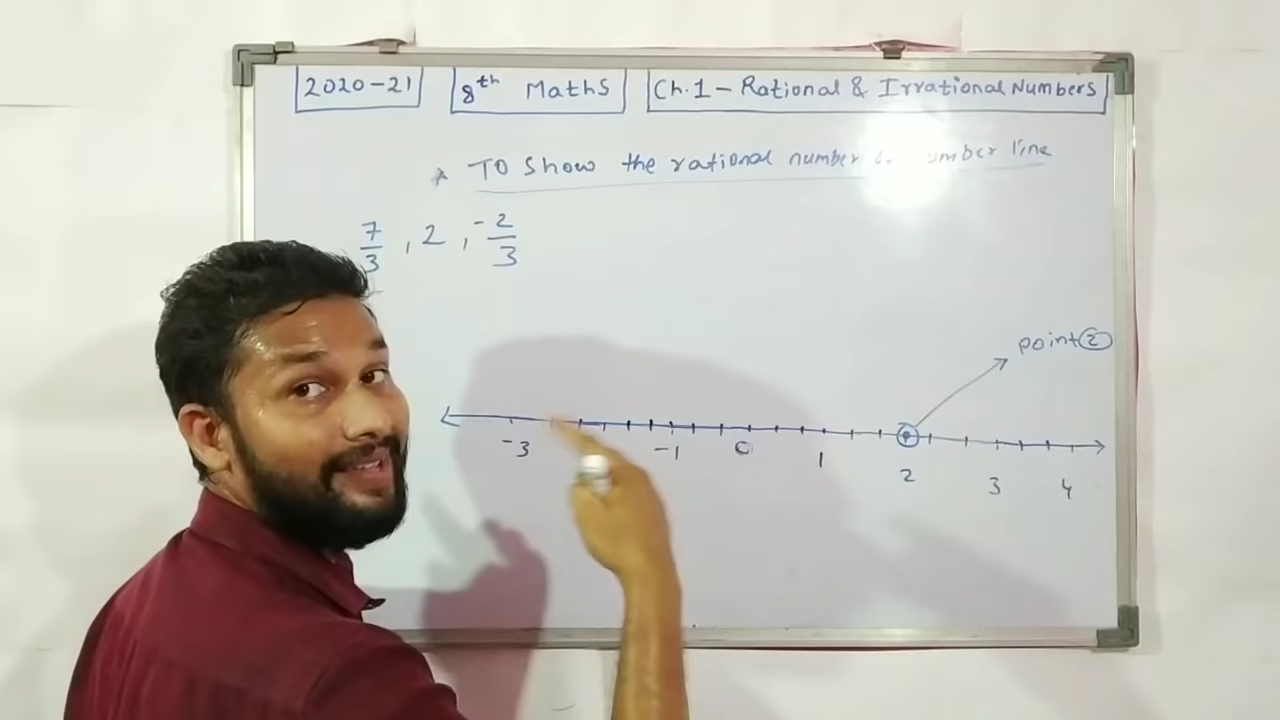 2020-21 8th Maths Ch.1 - Rational & Irrational Numbers
* To Show the rational number line
7/3 , 2 , -2/3
point 2
-3 -1 0 1 2 3 4